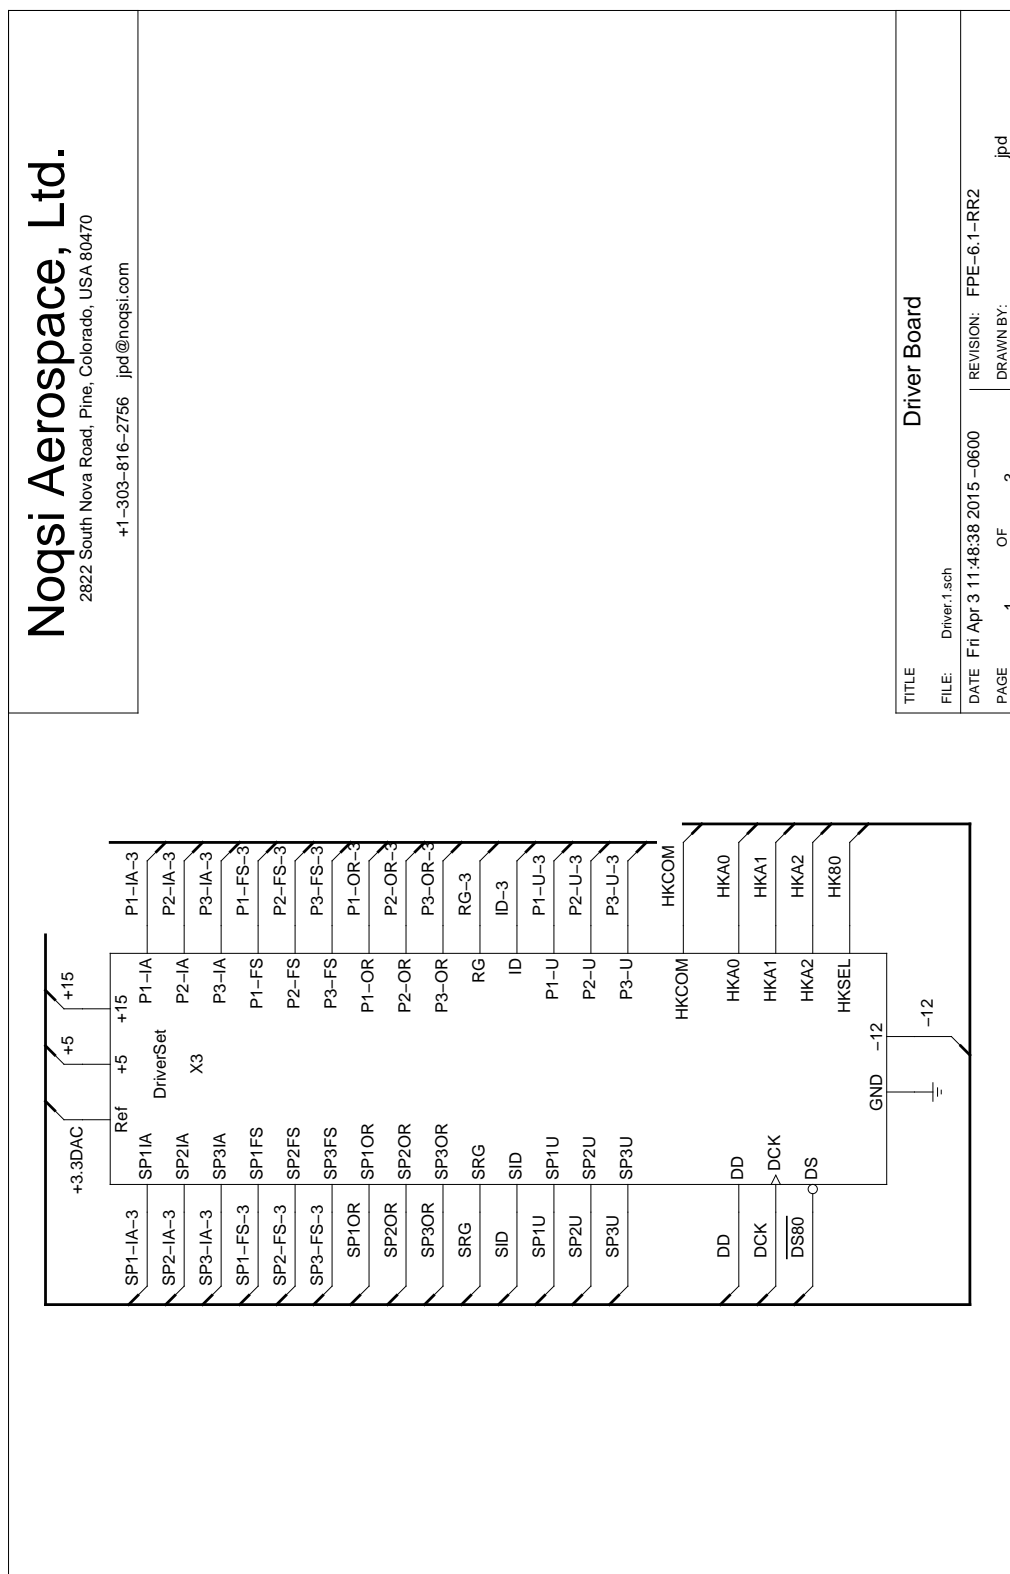 Noqsi Aerospace, Ltd.
2822 South Nova Road, Pine, Colorado, USA 80470
+1−303−816−2756 jpd@noqsi.com
+3.3DAC
+5
+15
Ref
+5
+15
DriverSet
X3
SP1−IA−3
SP2−IA−3
SP3−IA−3
SP1−FS−3
SP2−FS−3
SP3−FS−3
SP1OR
SP2OR
SP3OR
SRG
SID
SP1U
SP2U
SP3U
DD
DCK
DS80
SP1IA
SP2IA
SP3IA
SP1FS
SP2FS
SP3FS
SP1OR
SP2OR
SP3OR
SRG
SID
SP1U
SP2U
SP3U
DD
DCK
DS
P1−IA
P2−IA
P3−IA
P1−FS
P2−FS
P3−FS
P1−OR
P2−OR
P3−OR
RG
ID
P1−U
P2−U
P3−U
HKCOM
HKA0
HKA1
HKA2
HKSEL
P1−IA−3
P2−IA−3
P3−IA−3
P1−FS−3
P2−FS−3
P3−FS−3
P1−OR−3
P2−OR−3
P3−OR−3
RG−3
ID−3
P1−U−3
P2−U−3
P3−U−3
HKCOM
HKA0
HKA1
HKA2
HK80
GND
−12
−12
TITLE
Driver Board
FILE: Driver.1.sch
DATE Fri Apr 3 11:48:38 2015 −0600
REVISION: FPE−6.1−RR2
PAGE OF
DRAWN BY: jpd